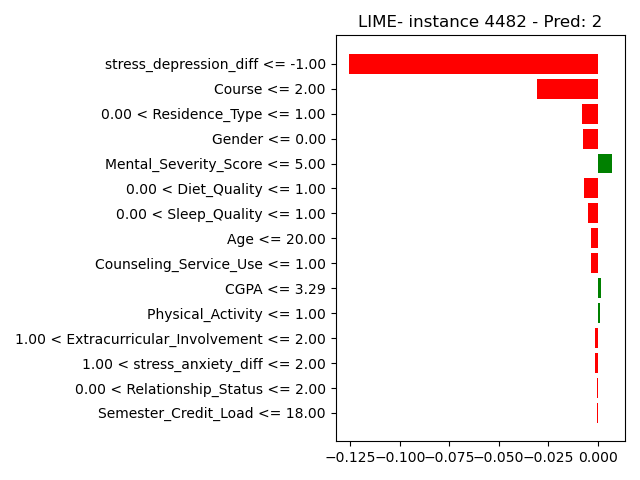 LIME- instance 4482 - Pred: 2
stress_depression_diff <= -1.00
Course <= 2.00
0.00 < Residence_Type <= 1.00
Gender <= 0.00
Mental_Severity_Score <= 5.00
0.00 < Diet_Quality <= 1.00
0.00 < Sleep_Quality <= 1.00
Age <= 20.00
Counseling_Service_Use <= 1.00
CGPA <= 3.29
Physical_Activity <= 1.00
1.00 < Extracurricular_Involvement <= 2.00
1.00 < stress_anxiety_diff <= 2.00
0.00 < Relationship_Status <= 2.00
Semester_Credit_Load <= 18.00
−0.125 −0.100 −0.075 −0.050 −0.025 0.000